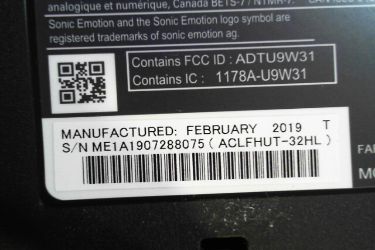 analogique et numérique, Canada BETS-7 / NTMR-7.
Sonic Emotion and the Sonic Emotion logo symbol are
registered trademarks of sonic emotion ag.
Contains FCC ID : ADTU9W31
Contains IC : 1178A-U9W31
MANUFACTURED: FEBRUARY 2019 T
S/N ME1A1907288075 ( ACLFHUT-32HL )